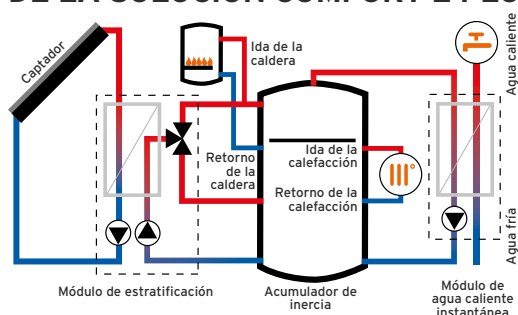 Captador
Ida de la
caldera
Retorno
de la
caldera
Ida de la
calefacción
Retorno de la
calefacción
Agua caliente
Agua fría
Módulo de estratificación
Acumulador de
inercia
Módulo de
agua caliente
instantánea